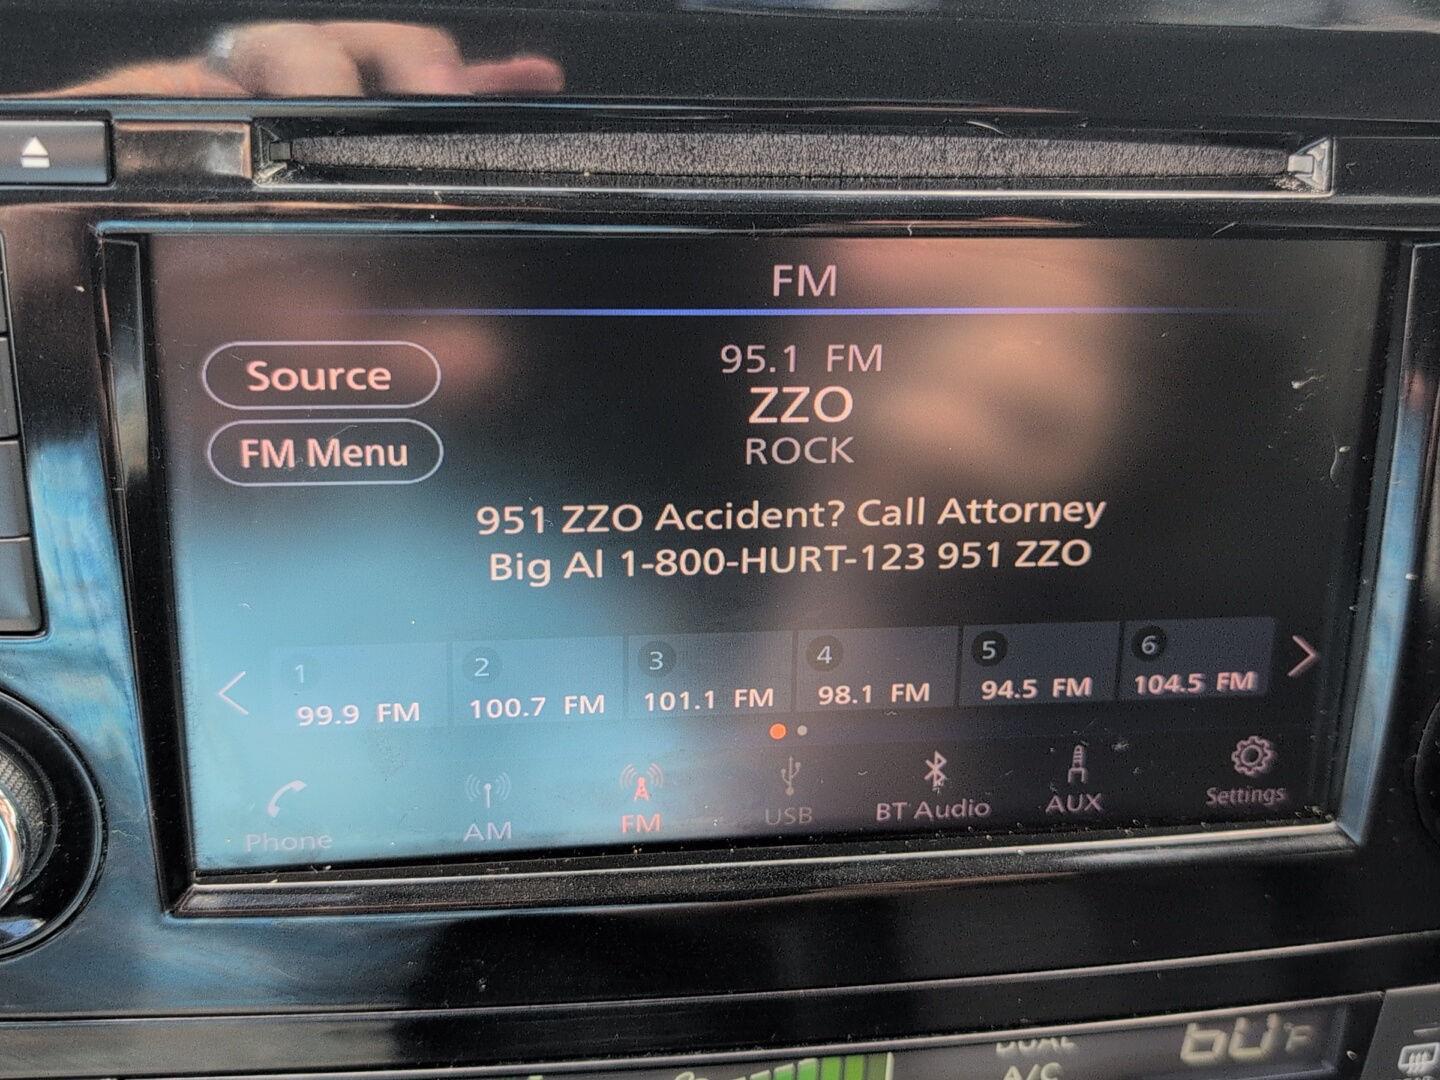 FM
Source
95.1 FM
ZZO
FM Menu
ROCK
951 ZZO Accident? Call Attorney
Big Al 1-800-HURT-123 951 ZZO
1 2 3 4 5 6
99.9 FM 100.7 FM 101.1 FM 98.1 FM 94.5 FM 104.5 FM
Phone AM FM USB BT Audio AUX Settings
DUAL 60°F
A/C